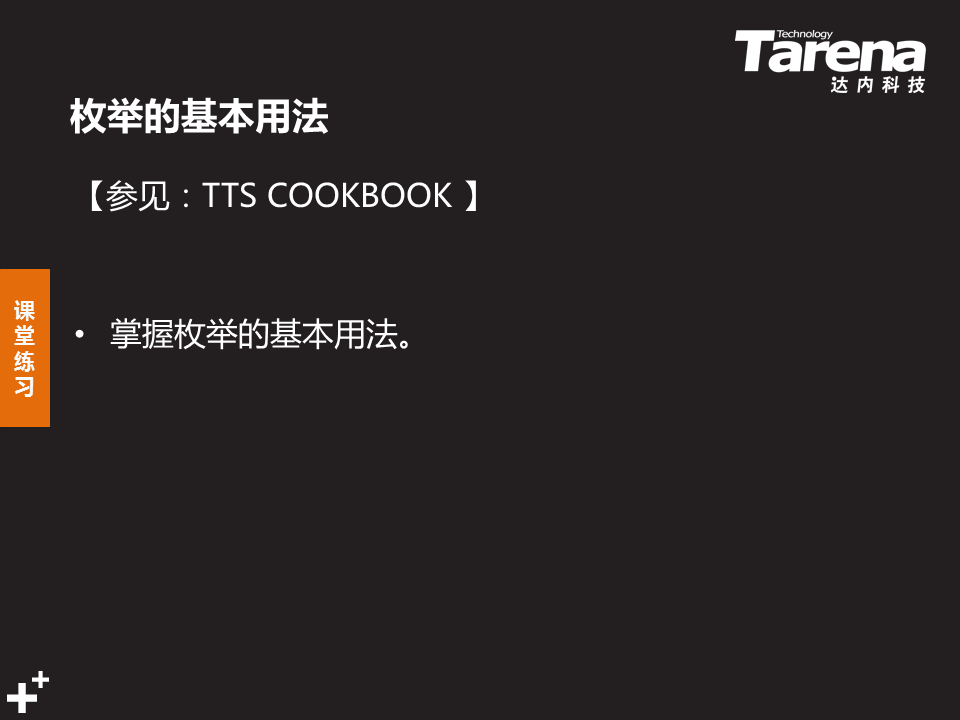 Technology
Tarena
达内科技
枚举的基本用法
【参见：TTS COOKBOOK 】
课
堂
练
习
• 掌握枚举的基本用法。